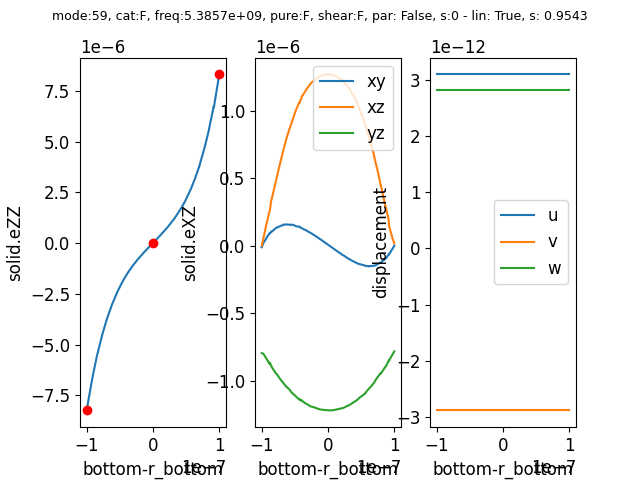 mode:59, cat:F, freq:5.3857e+09, pure:F, shear:F, par: False, s:0 - lin: True, s: 0.9543
1e−6
7.5
5.0
2.5
0.0
−2.5
−5.0
−7.5
solid.eZZ
−1
0
1
1e−7
bottom-r_bottom
1e−6
1.0
0.5
0.0
−0.5
−1.0
solid.eXZ
xy
xz
yz
−1
0
1
1e−7
bottom-r_bottom
1e−12
3
2
1
0
−1
−2
−3
displacement
u
v
w
−1
0
1
1e−7
bottom-r_bottom